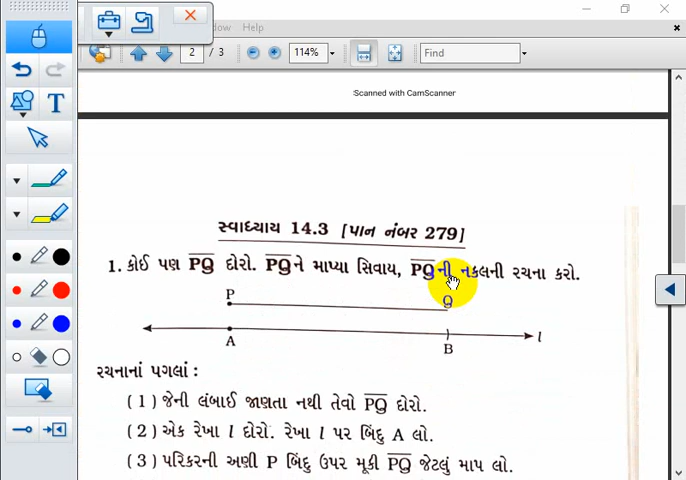 Help
2 / 3
114%
Find
T
Scanned with CamScanner
સ્વાધ્યાય 14.3 [પાન નંબર 279]
1. કોઈ પણ PQ દોરો. PQને માપ્યા સિવાય, PQની નકલની રચના કરો.
P Q
A B l
રચનાનાં પગલાં :
(1) જેની લંબાઈ જાણતા નથી તેવો PQ દોરો.
(2) એક રેખા l દોરો. રેખા l પર બિંદુ A લો.
(3) પરિકરની અણી P બિંદુ ઉપર મૂકી PQ જેટલું માપ લો.